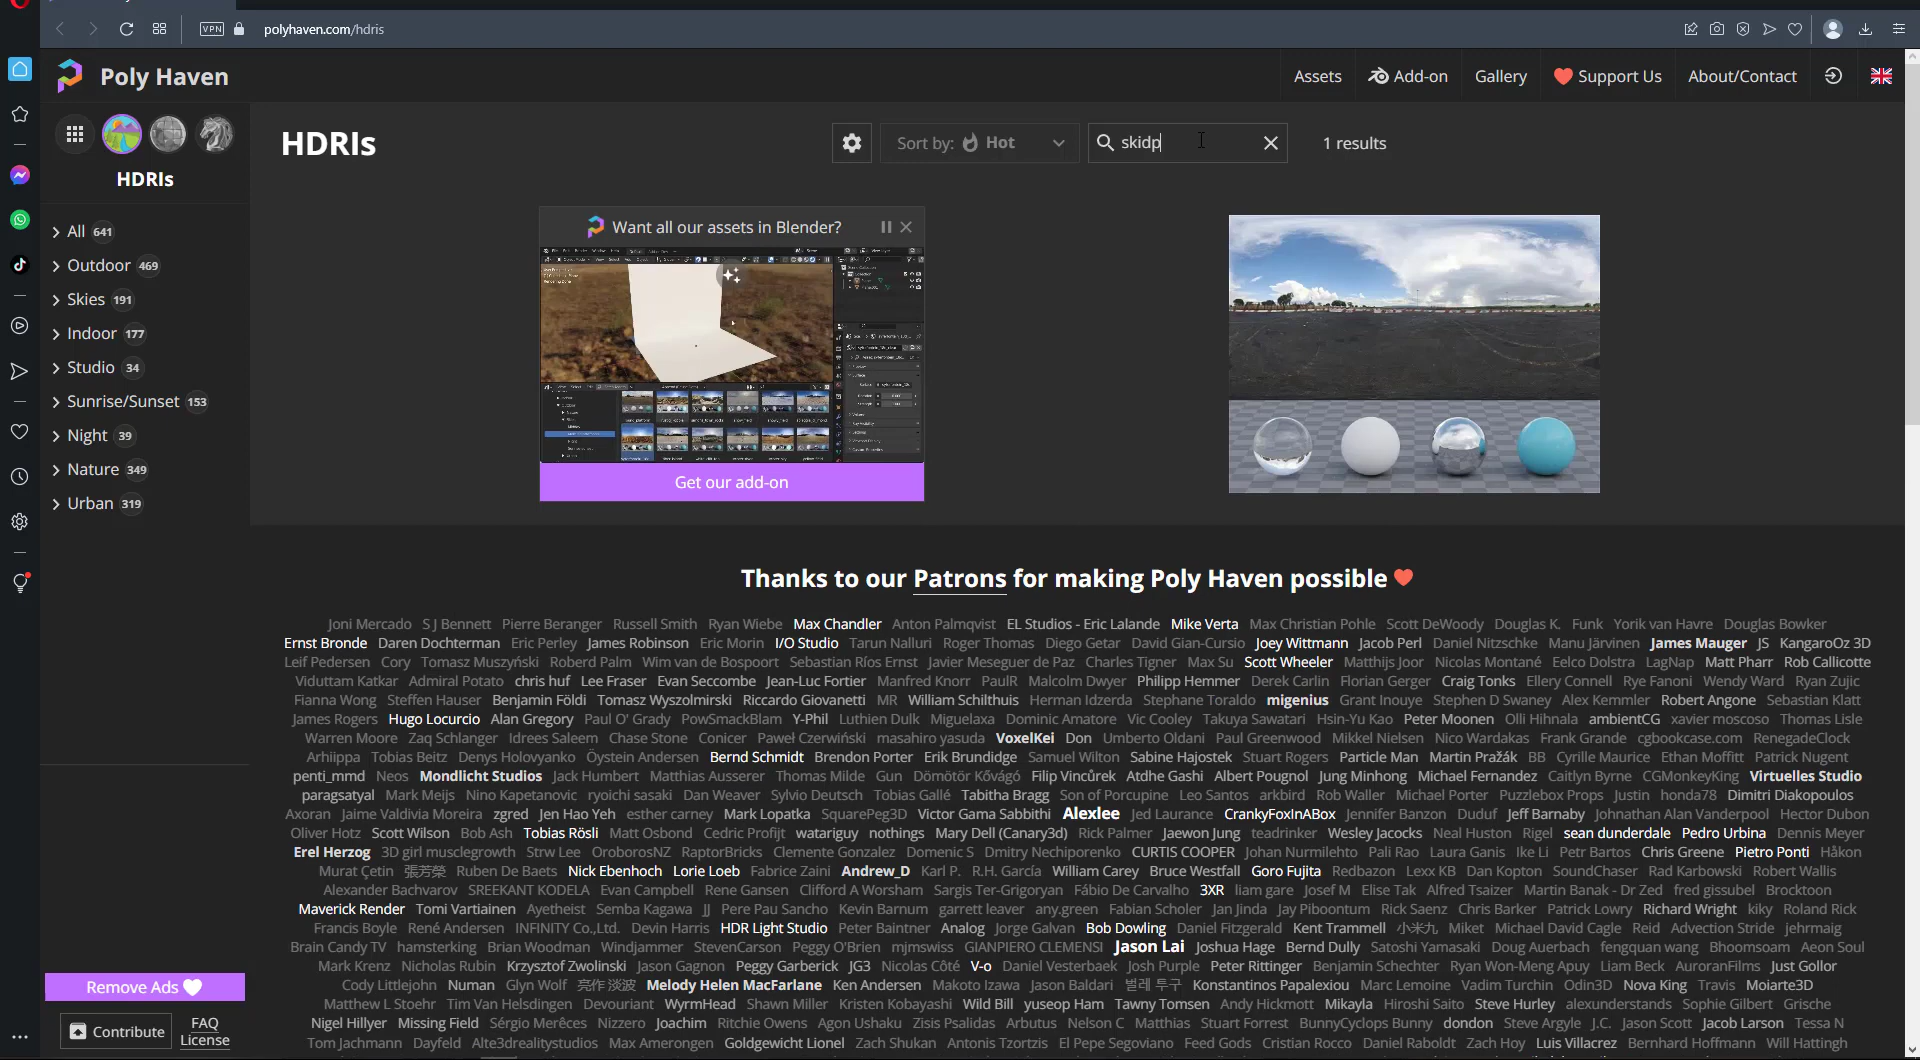 VPN polyhaven.com/hdris
Poly Haven
Assets Add-on Gallery Support Us About/Contact
HDRIs
HDRIs
Sort by: Hot
skidp
1 results
All 641
Outdoor 469
Skies 191
Indoor 177
Studio 34
Sunrise/Sunset 153
Night 39
Nature 349
Urban 319
Want all our assets in Blender?
Get our add-on
Thanks to our Patrons for making Poly Haven possible
Joni Mercado S J Bennett Pierre Beranger Russell Smith Ryan Wiebe Max Chandler Anton Palmqvist EL Studios - Eric Lalande Mike Verta Max Christian Pohle Scott DeWoody Douglas K. Funk Yorik van Havre Douglas Bowker
Ernst Bronde Daren Dochterman Eric Perley James Robinson Eric Morin I/O Studio Tarun Nalluri Roger Thomas Diego Getar David Gian-Cursio Joey Wittmann Jacob Perl Daniel Nitzschke Manu Järvinen James Mauger JS KangaroOz 3D
Leif Pedersen Cory Tomasz Muszyński Roberd Palm Wim van de Bospoort Sebastian Ríos Ernst Javier Meseguer de Paz Charles Tigner Max Su Scott Wheeler Matthijs Joor Nicolas Montané Eelco Dolstra LagNap Matt Pharr Rob Callicotte
Viduttam Katkar Admiral Potato chris huf Lee Fraser Evan Seccombe Jean-Luc Fortier Manfred Knorr PaulR Malcolm Dwyer Philipp Hemmer Derek Carlin Florian Gerger Craig Tonks Ellery Connell Rye Fanoni Wendy Ward Ryan Zujic
Fianna Wong Steffen Hauser Benjamin Földi Tomasz Wyszolmirski Riccardo Giovanetti MR William Schilthuis Herman Idzerda Stephane Toraldo migenius Grant Inouye Stephen D Swaney Alex Kemmler Robert Angone Sebastian Klatt
James Rogers Hugo Locurcio Alan Gregory Paul O' Grady PowSmackBlam Y-Phil Luthien Dulk Miguelaxa Dominic Amatore Vic Cooley Takuya Sawatari Hsin-Yu Kao Peter Moonen Olli Hihnala ambientCG xavier moscoso Thomas Lisle
Warren Moore Zaq Schlanger Idrees Saleem Chase Stone Conicer Paweł Czerwiński masahiro yasuda VoxelKei Don Umberto Oldani Paul Greenwood Mikkel Nielsen Nico Wardakas Frank Grande cgbookcase.com RenegadeClock
Arhiippa Tobias Beitz Denys Holovyanko Öystein Andersen Bernd Schmidt Brendon Porter Erik Brundidge Samuel Wilton Sabine Hajostek Stuart Rogers Particle Man Martin Pražák BB Cyrille Maurice Ethan Moffitt Patrick Nugent
penti_mmd Neos Mondlicht Studios Jack Humbert Matthias Ausserer Thomas Milde Gun Dömötör Kővágó Filip Vincůrek Atdhe Gashi Albert Pougnol Jung Minhong Michael Fernandez Caitlyn Byrne CGMonkeyKing Virtuelles Studio
paragsatyal Mark Meijs Nino Kapetanovic ryoichi sasaki Dan Weaver Sylvio Deutsch Tobias Gallé Tabitha Bragg Son of Porcupine Leo Santos arkbird Rob Waller Michael Porter Puzzlebox Props Justin honda78 Dimitri Diakopoulos
Axoran Jaime Valdivia Moreira zgred Jen Hao Yeh esther carney Mark Lopatka SquarePeg3D Victor Gama Sabbithi Alexlee Jed Laurance CrankyFoxInABox Jennifer Banzon Duduf Jeff Barnaby Johnathan Alan Vanderpool Hector Dubon
Oliver Hotz Scott Wilson Bob Ash Tobias Rösli Matt Osbond Cedric Profijt watariguy nothings Mary Dell (Canary3d) Rick Palmer Jaewon Jung teadrinker Wesley Jacocks Neal Huston Rigel sean dunderdale Pedro Urbina Dennis Meyer
Erel Herzog 3D girl musclegrowth Strw Lee OroborosNZ RaptorBricks Clemente Gonzalez Domenic S Dmitry Nechiporenko CURTIS COOPER Johan Nurmilehto Pali Rao Laura Ganis Ike Li Petr Bartos Chris Greene Pietro Ponti Håkon
Murat Çetin 張芳榮 Ruben De Baets Nick Ebenhoch Lorie Loeb Fabrice Zaini Andrew_D Karl P. R.H. García William Carey Bruce Westfall Goro Fujita Redbazon Lexx KB Dan Kopton SoundChaser Rad Karbowski Robert Wallis
Alexander Bachvarov SREEKANT KODELA Evan Campbell Rene Gansen Clifford A Worsham Sargis Ter-Grigoryan Fábio De Carvalho 3XR liam gare Josef M Elise Tak Alfred Tsaizer Martin Banak - Dr Zed fred gissubel Brocktoon
Maverick Render Tomi Vartiainen Ayetheist Semba Kagawa JJ Pere Pau Sancho Kevin Barnum garrett leaver any.green Fabian Scholer Jan Jinda Jay Piboontum Rick Saenz Chris Barker Patrick Lowry Richard Wright kiky Roland Rick
Francis Boyle René Andersen INFINITY Co.,Ltd. Devin Harris HDR Light Studio Peter Baintner Analog Jorge Galvan Bob Dowling Daniel Fitzgerald Kent Trammell 小米九 Miket Michael David Cagle Reid Advection Stride jehrmaig
Brain Candy TV hamsterking Brian Woodman Windjammer StevenCarson Peggy O'Brien mjmswiss GIANPIERO CLEMENSI Jason Lai Joshua Hage Bernd Dully Satoshi Yamasaki Doug Auerbach fengquan wang Bhoomsoam Aeon Soul
Mark Krenz Nicholas Rubin Krzysztof Zwolinski Jason Gagnon Peggy Garberick JG3 Nicolas Côté V-o Daniel Vesterbaek Josh Purple Peter Rittinger Benjamin Schechter Ryan Won-Meng Apuy Liam Beck AuroranFilms Just Gollor
Cody Littlejohn Numan Glyn Wolf 亮作 淡波 Melody Helen MacFarlane Ken Andersen Makoto Izawa Jason Baldari 벌레 투구 Konstantinos Papalexiou Marc Lemoine Vadim Turchin Odin3D Nova King Travis Moiarte3D
Matthew L Stoehr Tim Van Helsdingen Devouriant WyrmHead Shawn Miller Kristen Kobayashi Wild Bill yuseop Ham Tawny Tomsen Andy Hickmott Mikayla Hiroshi Saito Steve Hurley alexunderstands Sophie Gilbert Grische
Nigel Hillyer Missing Field Sérgio Merêces Nizzero Joachim Ritchie Owens Agon Ushaku Zisis Psalidas Arbutus Nelson C Matthias Stuart Forrest BunnyCyclops Bunny dondon Steve Argyle J.C. Jason Scott Jacob Larson Tessa N
Tom Jachmann Dayfeld Alte3drealitystudios Max Amerongen Goldgewicht Lionel Zach Shukan Antonis Tzortzis El Pepe Segoviano Feed Gods Cristian Rocco Daniel Raboldt Zach Hoy Luis Villacrez Bernhard Hoffmann Will Hattingh
Remove Ads
Contribute
FAQ
License